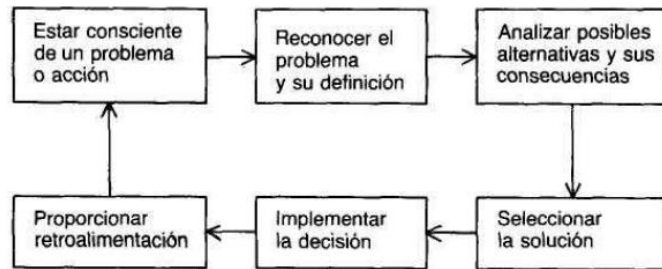 Estar consciente
de un problema
o acción
Reconocer el
problema
y su definición
Analizar posibles
alternativas y sus
consecuencias
Seleccionar
la solución
Implementar
la decisión
Proporcionar
retroalimentación